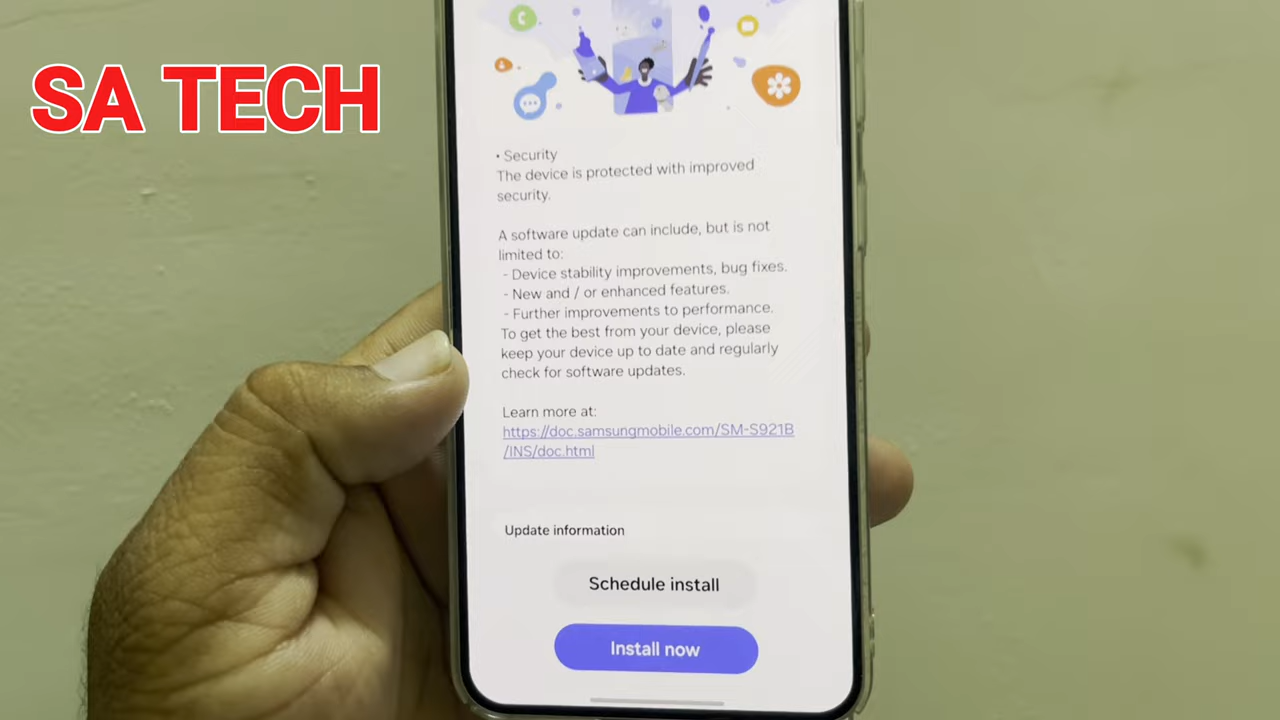 SA TECH
• Security
The device is protected with improved
security.
A software update can include, but is not
limited to:
- Device stability improvements, bug fixes.
- New and / or enhanced features.
- Further improvements to performance.
To get the best from your device, please
keep your device up to date and regularly
check for software updates.
Learn more at:
https://doc.samsungmobile.com/SM-S921B
/INS/doc.html
Update information
Schedule install
Install now